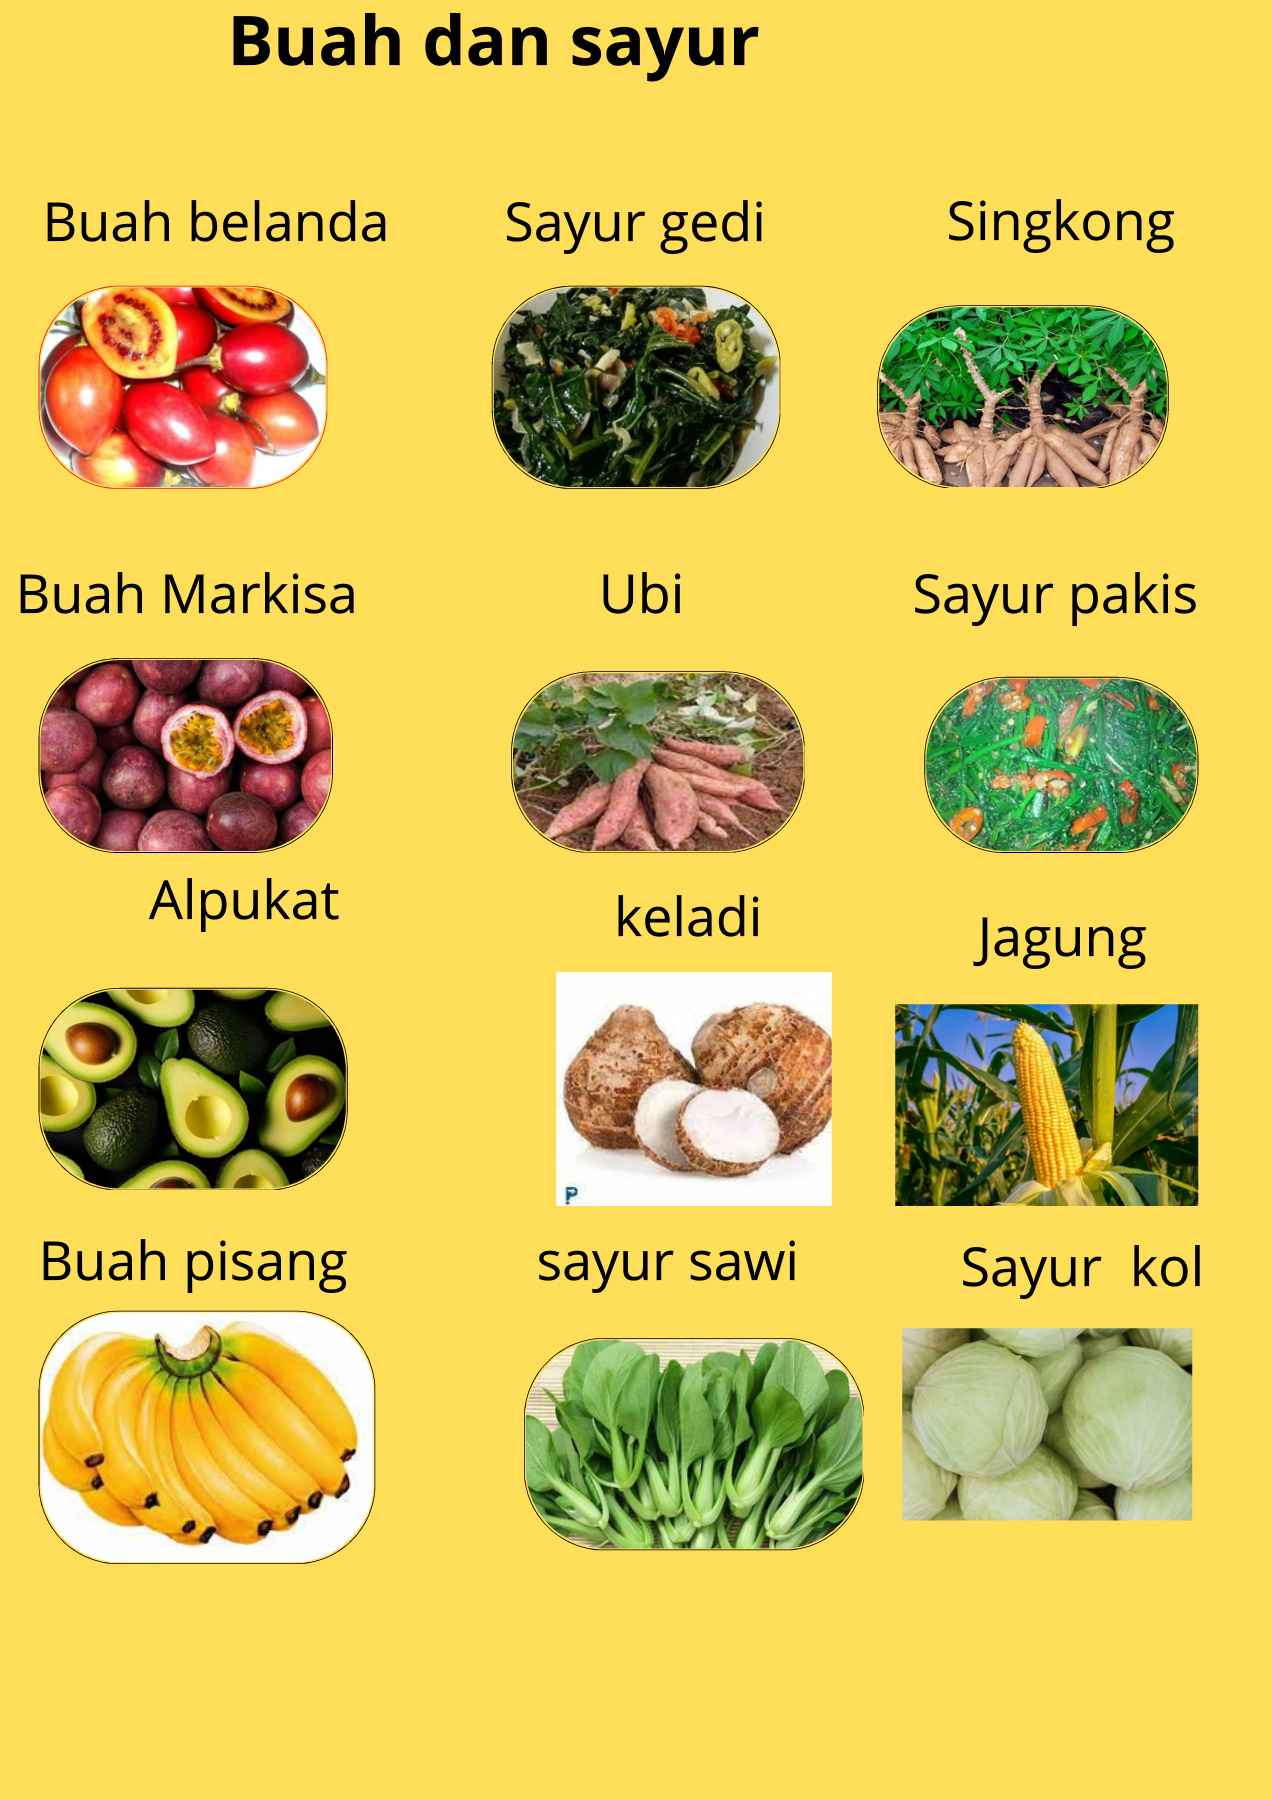 Buah dan sayur
Buah belanda
Sayur gedi
Singkong
Buah Markisa
Ubi
Sayur pakis
Alpukat
keladi
Jagung
P
Buah pisang
sayur sawi
Sayur kol